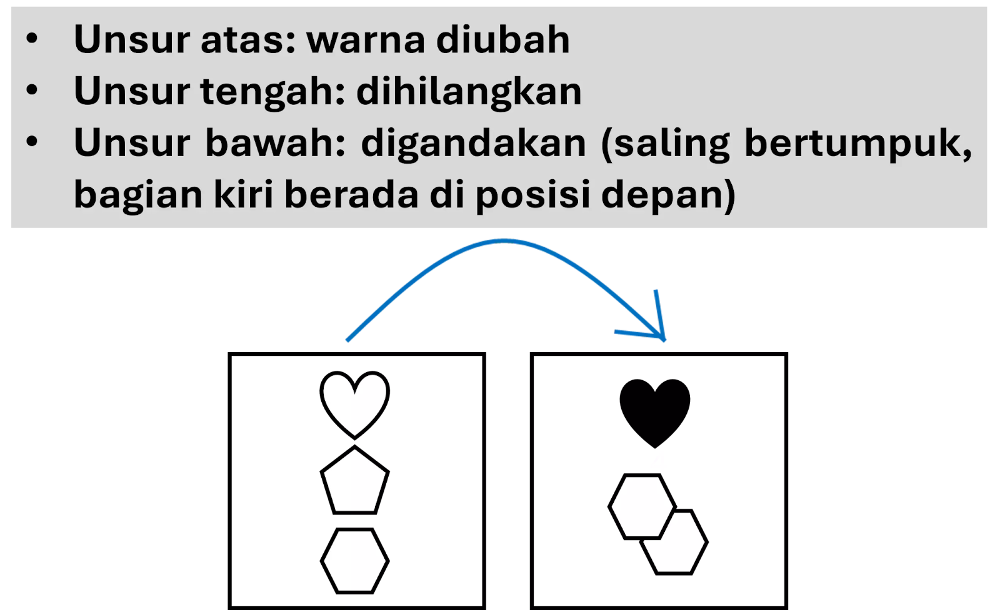 • Unsur atas: warna diubah
• Unsur tengah: dihilangkan
• Unsur bawah: digandakan (saling bertumpuk,
bagian kiri berada di posisi depan)